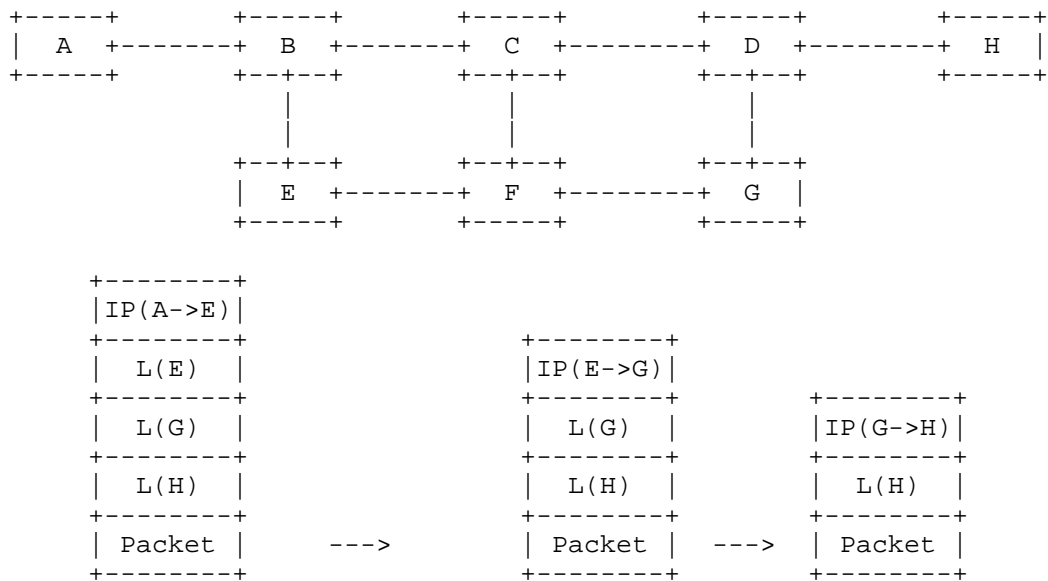 A B C D H
E F G
IP(A->E)
L(E) IP(E->G)
L(G) L(G) IP(G->H)
L(H) L(H) L(H)
Packet ---> Packet ---> Packet